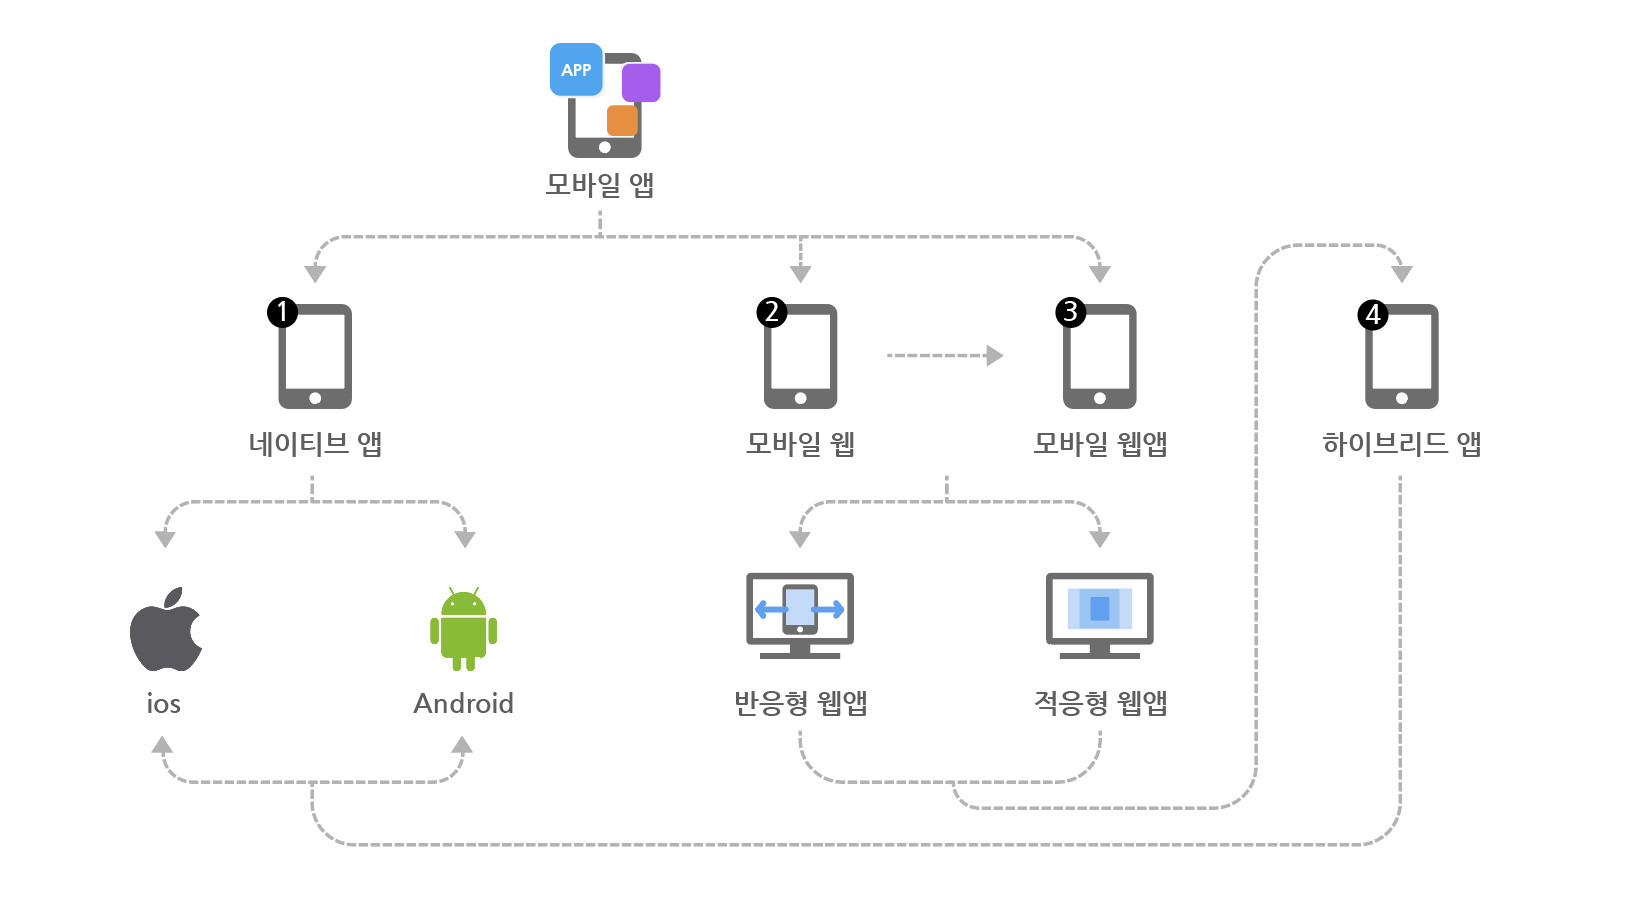 APP
모바일 앱
1
2
3
4
네이티브 앱
모바일 웹
모바일 웹앱
하이브리드 앱
ios
Android
반응형 웹앱
적응형 웹앱